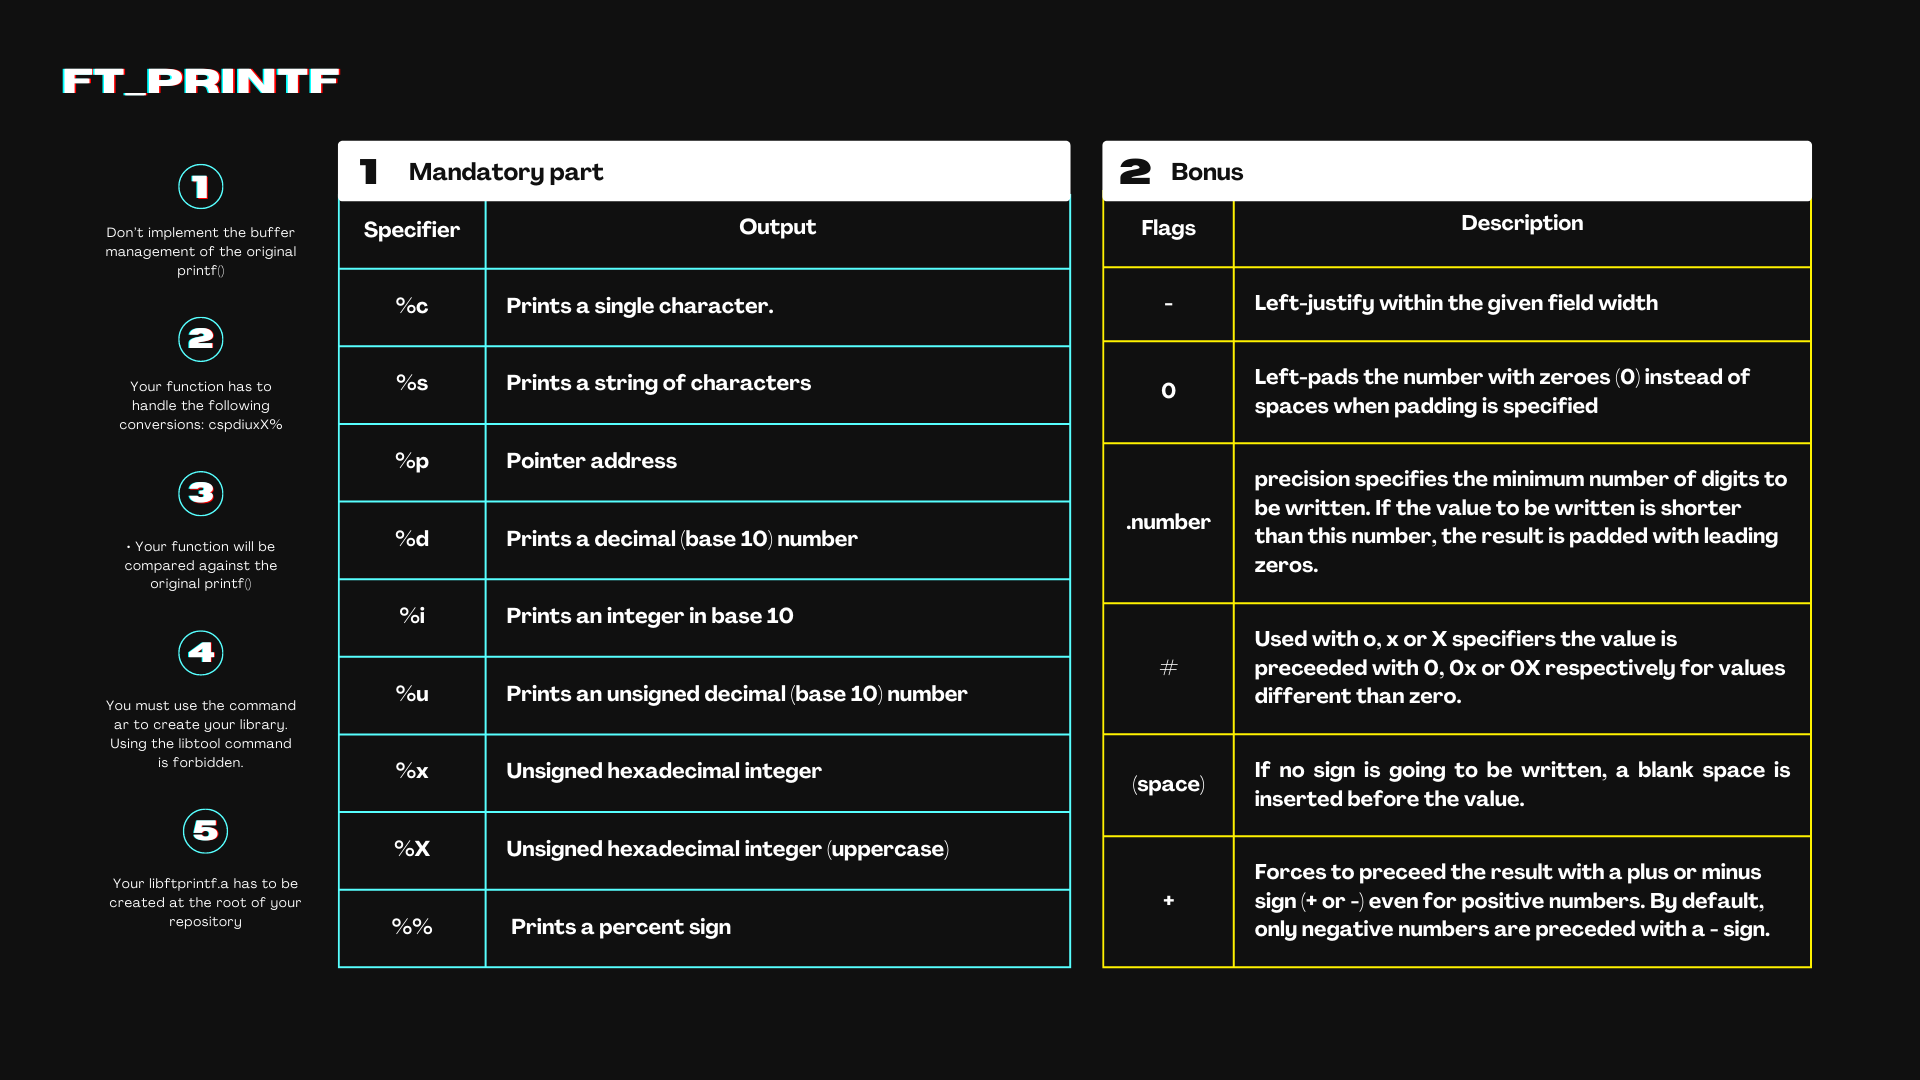 FT_PRINTF
1
Don't implement the buffer
management of the original
printf()
2
Your function has to
handle the following
conversions: cspdiuxX%
3
• Your function will be
compared against the
original printf()
4
You must use the command
ar to create your library.
Using the libtool command
is forbidden.
5
Your libftprintf.a has to be
created at the root of your
repository
1 Mandatory part
Specifier Output
%c Prints a single character.
%s Prints a string of characters
%p Pointer address
%d Prints a decimal (base 10) number
%i Prints an integer in base 10
%u Prints an unsigned decimal (base 10) number
%x Unsigned hexadecimal integer
%X Unsigned hexadecimal integer (uppercase)
%% Prints a percent sign
2 Bonus
Flags Description
- Left-justify within the given field width
0
Left-pads the number with zeroes (0) instead of
spaces when padding is specified
.number
precision specifies the minimum number of digits to
be written. If the value to be written is shorter
than this number, the result is padded with leading
zeros.
#
Used with o, x or X specifiers the value is
preceeded with 0, 0x or 0X respectively for values
different than zero.
(space)
If no sign is going to be written, a blank space is
inserted before the value.
+
Forces to preceed the result with a plus or minus
sign (+ or -) even for positive numbers. By default,
only negative numbers are preceded with a - sign.